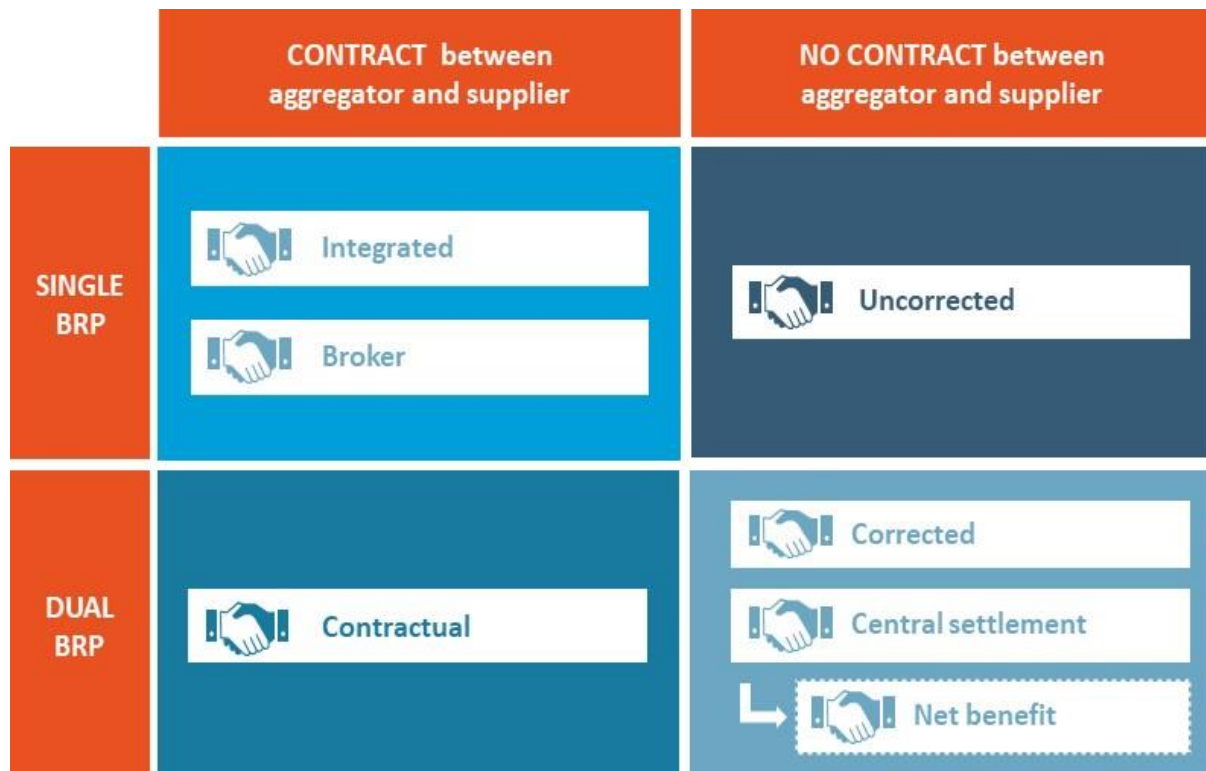 CONTRACT between
aggregator and supplier
NO CONTRACT between
aggregator and supplier
SINGLE
BRP
Integrated
Broker
Uncorrected
DUAL
BRP
Contractual
Corrected
Central settlement
Net benefit